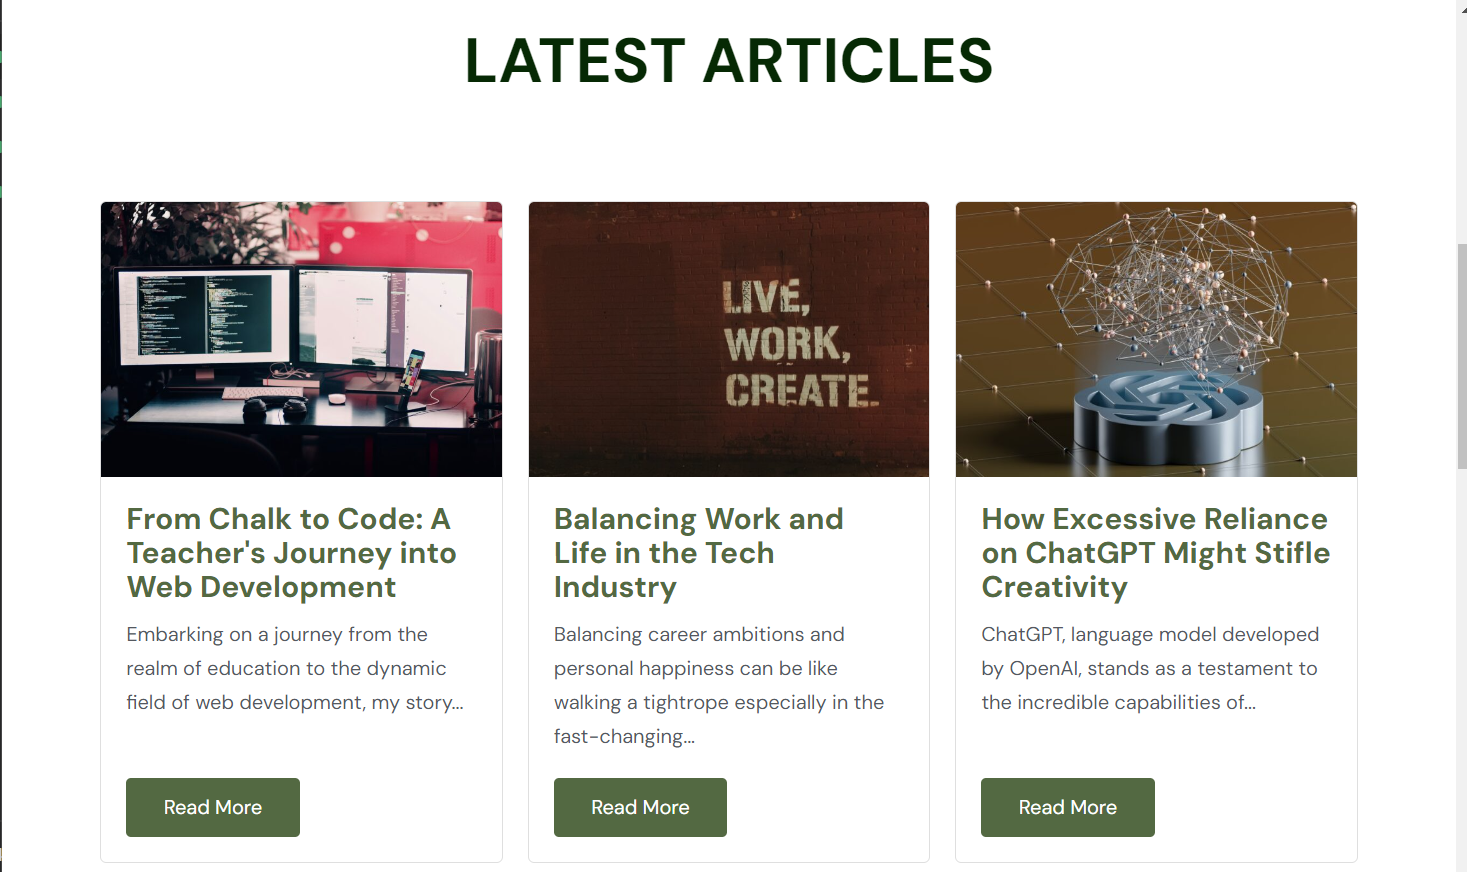 LATEST ARTICLES
LIVE,
WORK,
CREATE.
From Chalk to Code: A
Teacher's Journey into
Web Development
Embarking on a journey from the
realm of education to the dynamic
field of web development, my story...
Read More
Balancing Work and
Life in the Tech
Industry
Balancing career ambitions and
personal happiness can be like
walking a tightrope especially in the
fast-changing...
Read More
How Excessive Reliance
on ChatGPT Might Stifle
Creativity
ChatGPT, language model developed
by OpenAI, stands as a testament to
the incredible capabilities of...
Read More